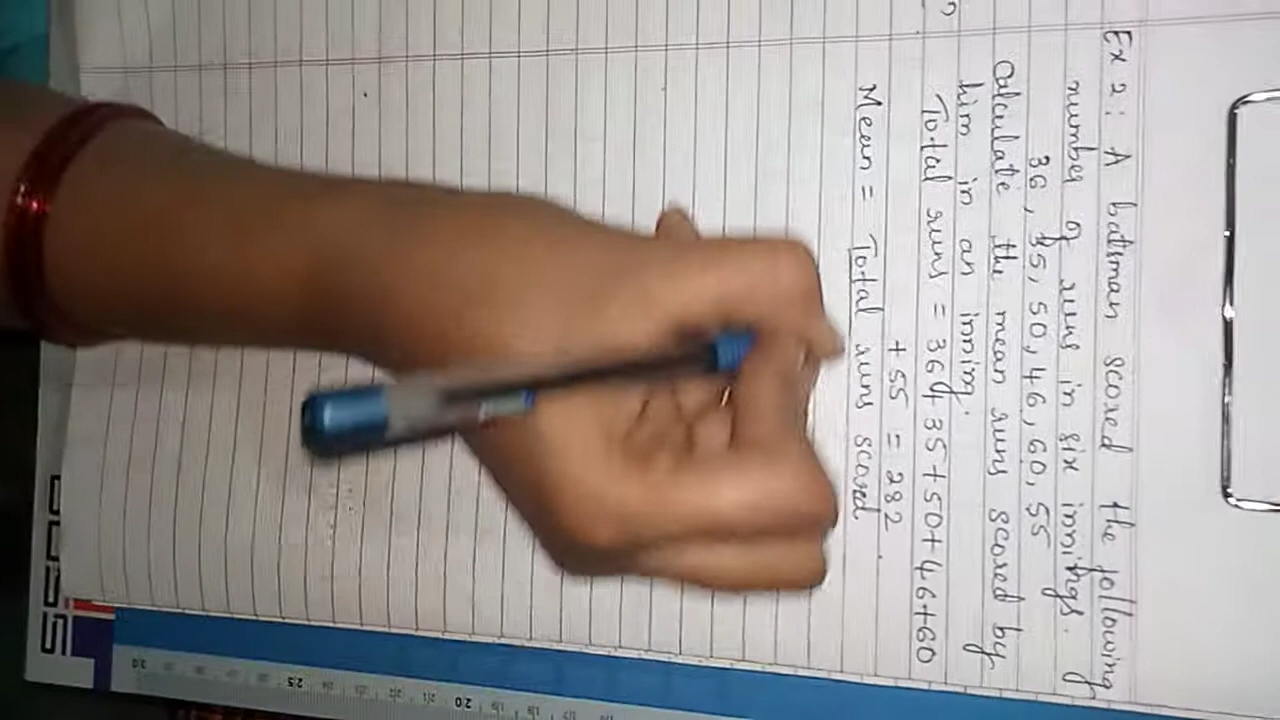 Ex 2: A batsman scored the following
number of runs in six innings.
36, 35, 50, 46, 60, 55
Calculate the mean runs scored by
him in an inning.
Total runs = 36+35+50+46+60
+55 = 282.
Mean = Total runs scored